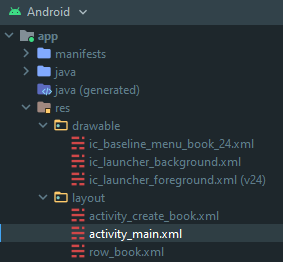 Android
app
manifests
java
java (generated)
res
drawable
ic_baseline_menu_book_24.xml
ic_launcher_background.xml
ic_launcher_foreground.xml (v24)
layout
activity_create_book.xml
activity_main.xml
row_book.xml